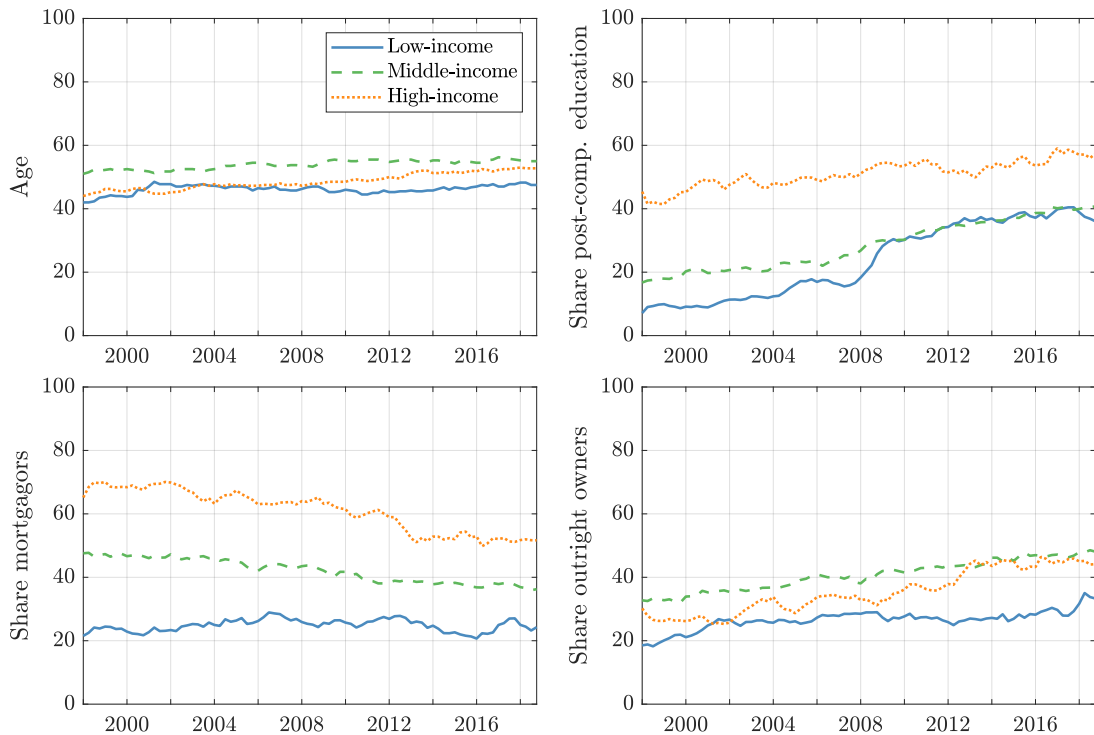 100
80
60
40
20
0
Age
Low-income
Middle-income
High-income
2000 2004 2008 2012 2016
100
80
60
40
20
0
Share post-comp. education
2000 2004 2008 2012 2016
100
80
60
40
20
0
Share mortgagors
2000 2004 2008 2012 2016
100
80
60
40
20
0
Share outright owners
2000 2004 2008 2012 2016